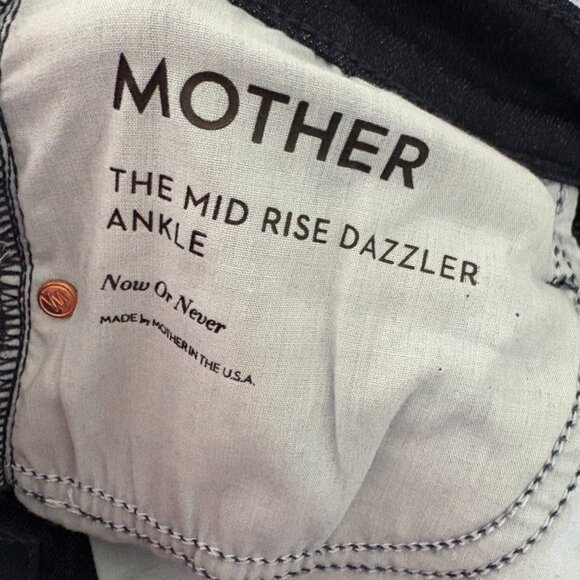 MOTHER
THE MID RISE DAZZLER
ANKLE
Now Or Never
MADE by MOTHER IN THE U.S.A.